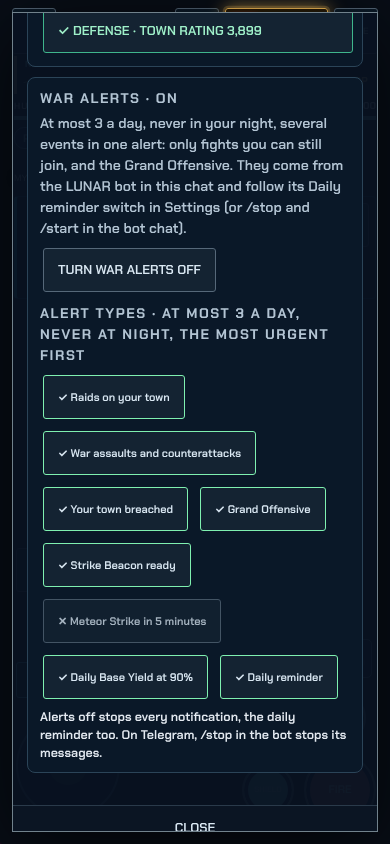 ✓ DEFENSE · TOWN RATING 3,899
WAR ALERTS · ON
At most 3 a day, never in your night, several
events in one alert: only fights you can still
join, and the Grand Offensive. They come from
the LUNAR bot in this chat and follow its Daily
reminder switch in Settings (or /stop and
/start in the bot chat).
TURN WAR ALERTS OFF
ALERT TYPES · AT MOST 3 A DAY,
NEVER AT NIGHT, THE MOST URGENT
FIRST
✓ Raids on your town
✓ War assaults and counterattacks
✓ Your town breached
✓ Grand Offensive
✓ Strike Beacon ready
✕ Meteor Strike in 5 minutes
✓ Daily Base Yield at 90%
✓ Daily reminder
Alerts off stops every notification, the daily
reminder too. On Telegram, /stop in the bot stops its
messages.
CLOSE